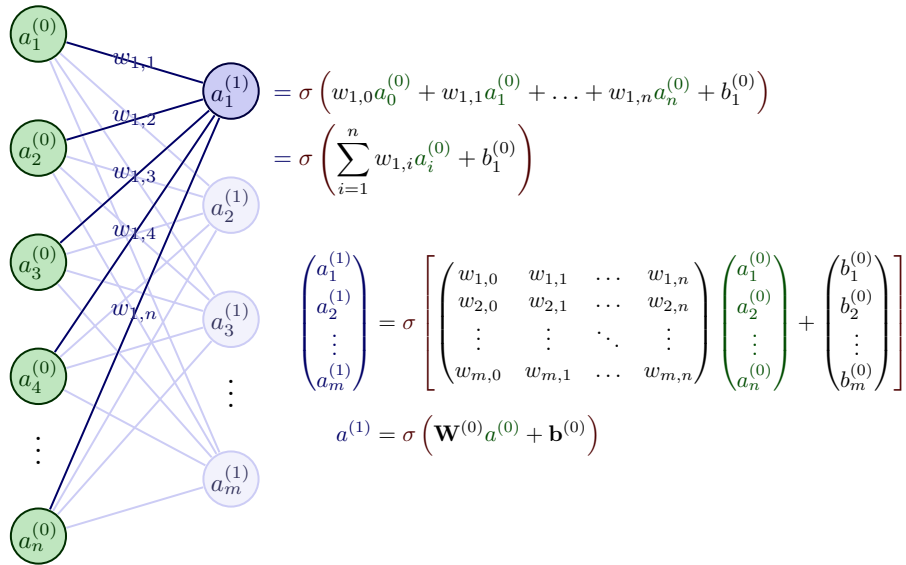 a_1^{(0)}
w_{1,1}
a_1^{(1)} = σ ( w_{1,0} a_0^{(0)} + w_{1,1} a_1^{(0)} + … + w_{1,n} a_n^{(0)} + b_1^{(0)} )
w_{1,2}
a_2^{(0)}
= σ ( ∑_{i=1}^{n} w_{1,i} a_i^{(0)} + b_1^{(0)} )
w_{1,3}
a_2^{(1)}
w_{1,4}
a_3^{(0)}
w_{1,n}
a_3^{(1)}
a_4^{(0)}
⋮
⋮
a_m^{(1)}
a_n^{(0)}
( a_1^{(1)} a_2^{(1)} ⋮ a_m^{(1)} ) = σ [ (
w_{1,0} w_{1,1} … w_{1,n}
w_{2,0} w_{2,1} … w_{2,n}
⋮ ⋮ ⋱ ⋮
w_{m,0} w_{m,1} … w_{m,n}
) ( a_1^{(0)} a_2^{(0)} ⋮ a_n^{(0)} ) + ( b_1^{(0)} b_2^{(0)} ⋮ b_m^{(0)} ) ]
a^{(1)} = σ ( W^{(0)} a^{(0)} + b^{(0)} )